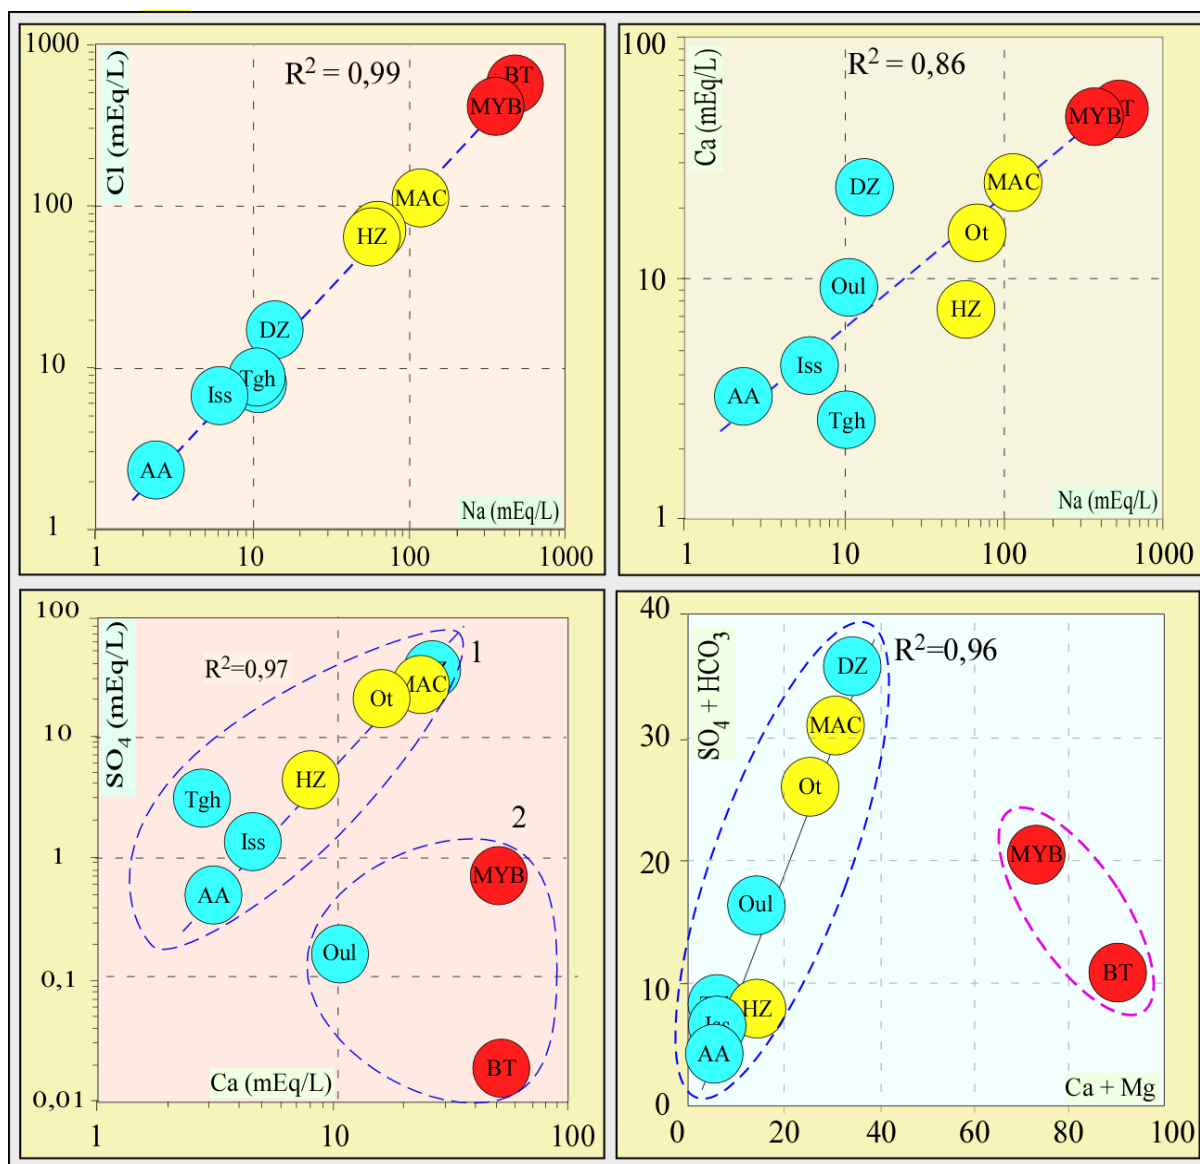 1000
Cl (mEq/L)
R² = 0,99
BT
MYB
100
MAC
HZ
DZ
10
Tgh
Iss
AA
Na (mEq/L)
1
1
10
100
1000
100
Ca (mEq/L)
R² = 0,86
MYB
DZ
MAC
Ot
Oul
10
HZ
Iss
AA
Tgh
Na (mEq/L)
1
1
10
100
1000
100
SO₄ (mEq/L)
R²=0,97
1
MAC
Ot
10
HZ
Tgh
Iss
2
1
MYB
AA
Oul
0,1
BT
Ca (mEq/L)
0,01
1
10
100
40
SO₄ + HCO₃
R²=0,96
DZ
MAC
30
Ot
MYB
20
Oul
BT
10
HZ
Iss
AA
Ca + Mg
0
0
20
40
60
80
100